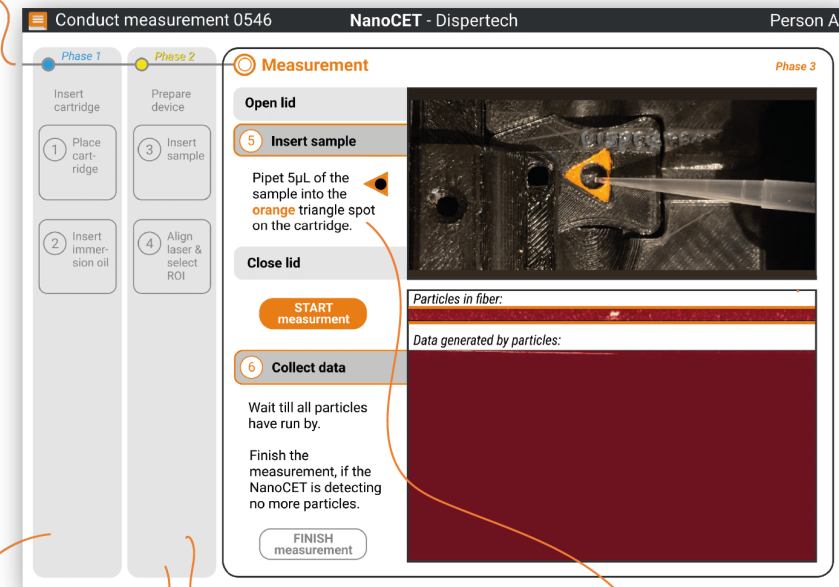 Conduct measurement 0546
NanoCET - Dispertech
Person A
Phase 1
Insert
cartridge
1
Place
cart-
ridge
2
Insert
immer-
sion oil
Phase 2
Prepare
device
3
Insert
sample
4
Align
laser &
select
ROI
Measurement
Phase 3
Open lid
5 Insert sample
Pipet 5µL of the
sample into the
orange triangle spot
on the cartridge.
Close lid
START
measurment
6 Collect data
Wait till all particles
have run by.
Finish the
measurement, if the
NanoCET is detecting
no more particles.
FINISH
measurement
Particles in fiber:
Data generated by particles: